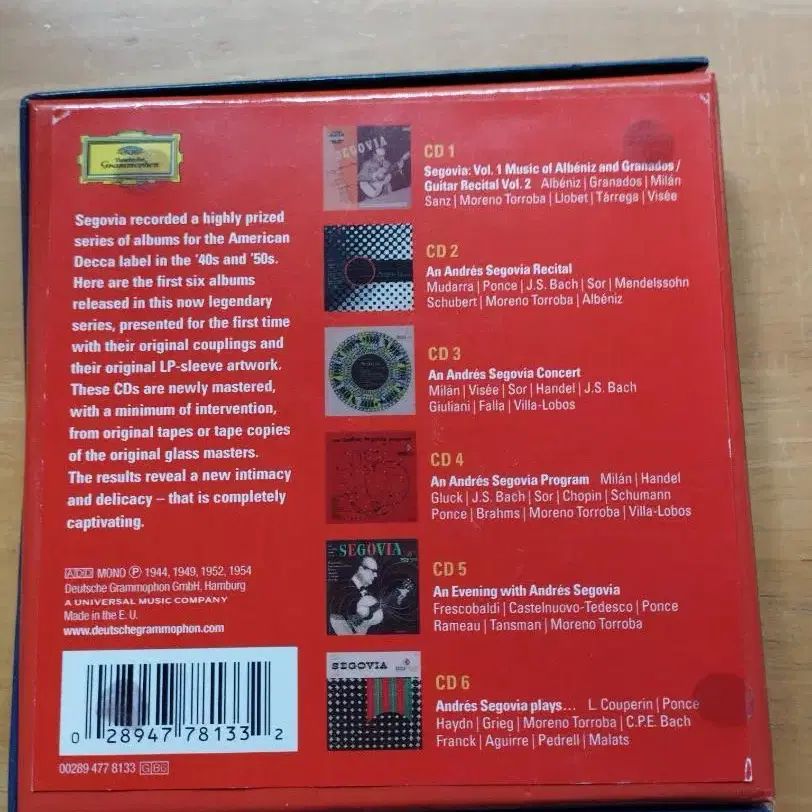 Deutsche
Grammophon
Segovia recorded a highly prized
series of albums for the American
Decca label in the '40s and '50s.
Here are the first six albums
released in this now legendary
series, presented for the first time
with their original couplings and
their original LP-sleeve artwork.
These CDs are newly mastered,
with a minimum of intervention,
from original tapes or tape copies
of the original glass masters.
The results reveal a new intimacy
and delicacy – that is completely
captivating.
ADD MONO ℗ 1944, 1949, 1952, 1954
Deutsche Grammophon GmbH, Hamburg
A UNIVERSAL MUSIC COMPANY
Made in the E. U.
www.deutschegrammophon.com
0 28947 78133 2
00289 477 8133 GB6
SEGOVIA
CD 1
Segovia: Vol. 1 Music of Albéniz and Granados /
Guitar Recital Vol. 2 Albéniz | Granados | Milán
Sanz | Moreno Torroba | Llobet | Tárrega | Visée
CD 2
An Andrés Segovia Recital
Mudarra | Ponce | J.S. Bach | Sor | Mendelssohn
Schubert | Moreno Torroba | Albéniz
CD 3
An Andrés Segovia Concert
Milán | Visée | Sor | Handel | J.S. Bach
Giuliani | Falla | Villa-Lobos
an Andrés Segovia program
CD 4
An Andrés Segovia Program Milán | Handel
Gluck | J.S. Bach | Sor | Chopin | Schumann
Ponce | Brahms | Moreno Torroba | Villa-Lobos
SEGOVIA
CD 5
An Evening with Andrés Segovia
Frescobaldi | Castelnuovo-Tedesco | Ponce
Rameau | Tansman | Moreno Torroba
SEGOVIA
CD 6
Andrés Segovia plays... L. Couperin | Ponce
Haydn | Grieg | Moreno Torroba | C.P.E. Bach
Franck | Aguirre | Pedrell | Malats